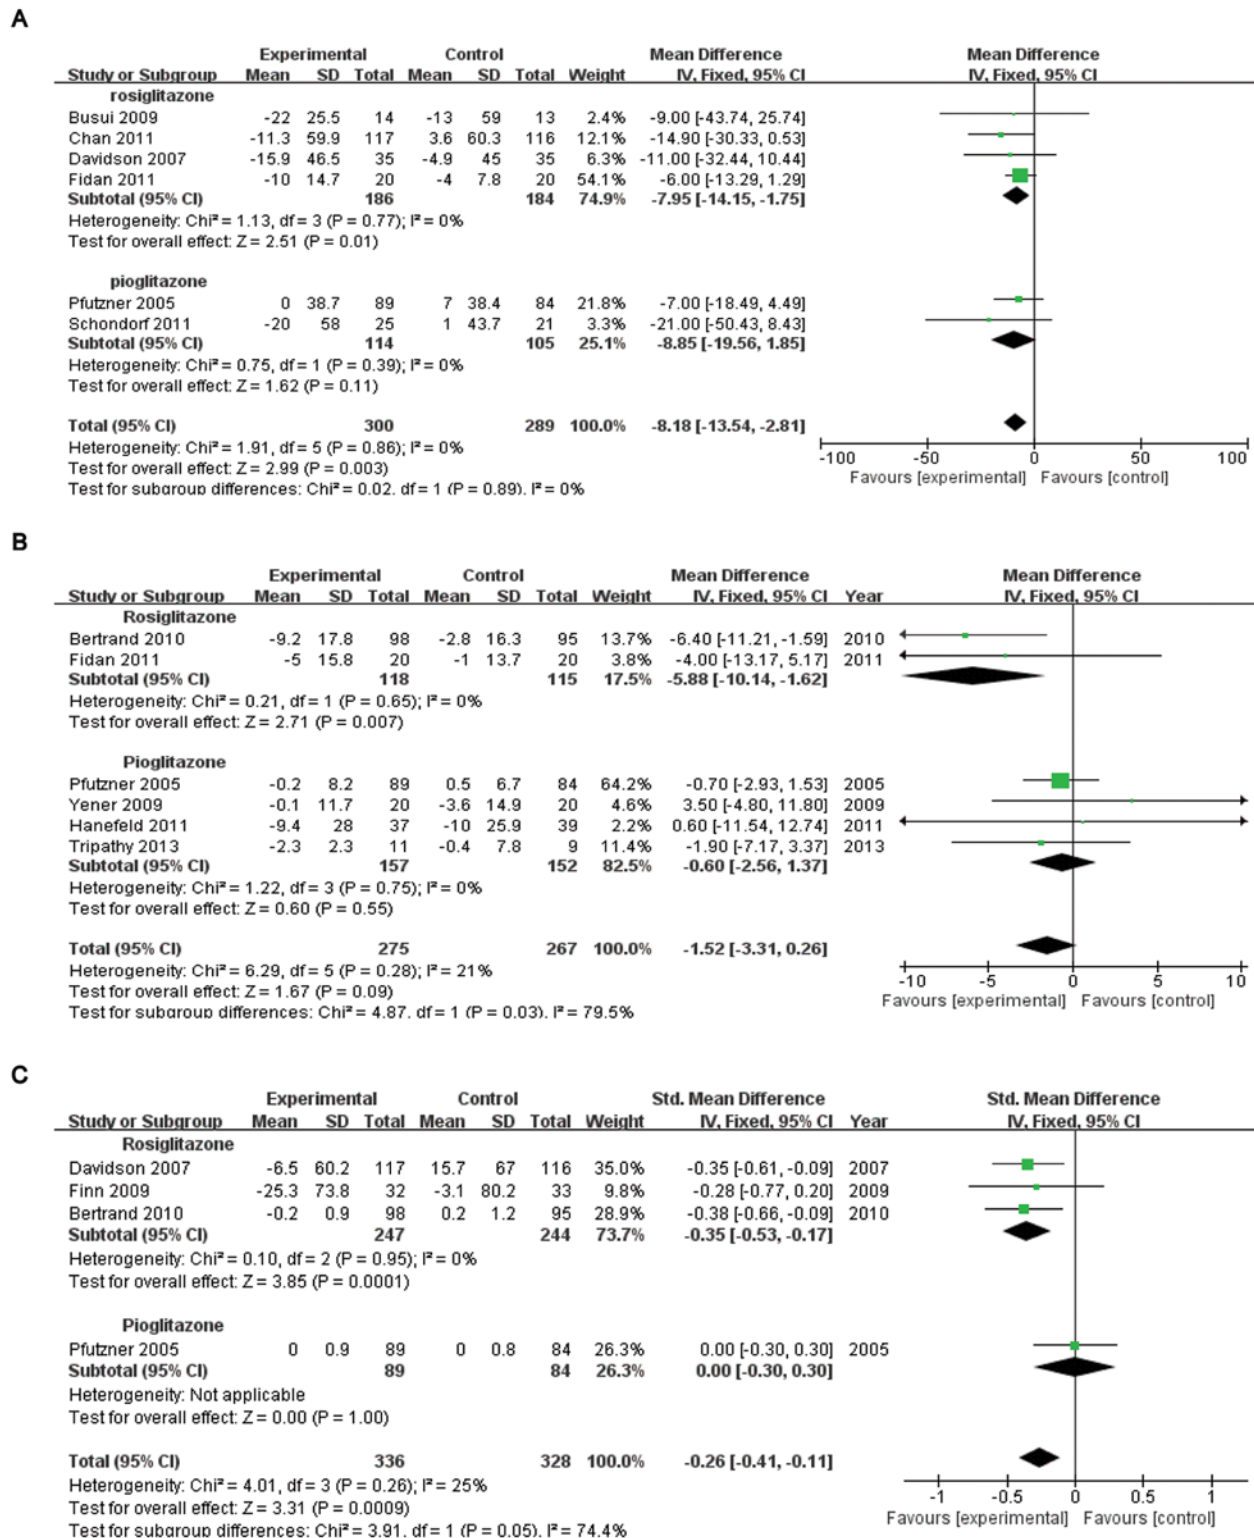 A
Experimental Control Mean Difference Mean Difference
Study or Subgroup Mean SD Total Mean SD Total Weight IV, Fixed, 95% CI IV, Fixed, 95% CI
rosiglitazone
Busui 2009 -22 25.5 14 -13 59 13 2.4% -9.00 [-43.74, 25.74]
Chan 2011 -11.3 59.9 117 3.6 60.3 116 12.1% -14.90 [-30.33, 0.53]
Davidson 2007 -15.9 46.5 35 -4.9 45 35 6.3% -11.00 [-32.44, 10.44]
Fidan 2011 -10 14.7 20 -4 7.8 20 54.1% -6.00 [-13.29, 1.29]
Subtotal (95% CI) 186 184 74.9% -7.95 [-14.15, -1.75]
Heterogeneity: Chi² = 1.13, df = 3 (P = 0.77); I² = 0%
Test for overall effect: Z = 2.51 (P = 0.01)
pioglitazone
Pfutzner 2005 0 38.7 89 7 38.4 84 21.8% -7.00 [-18.49, 4.49]
Schondorf 2011 -20 58 25 1 43.7 21 3.3% -21.00 [-50.43, 8.43]
Subtotal (95% CI) 114 105 25.1% -8.85 [-19.56, 1.85]
Heterogeneity: Chi² = 0.75, df = 1 (P = 0.39); I² = 0%
Test for overall effect: Z = 1.62 (P = 0.11)
Total (95% CI) 300 289 100.0% -8.18 [-13.54, -2.81]
Heterogeneity: Chi² = 1.91, df = 5 (P = 0.86); I² = 0%
Test for overall effect: Z = 2.99 (P = 0.003)
Test for subgroup differences: Chi² = 0.02, df = 1 (P = 0.89), I² = 0%
-100 -50 0 50 100
Favours [experimental] Favours [control]
B
Experimental Control Mean Difference Mean Difference
Study or Subgroup Mean SD Total Mean SD Total Weight IV, Fixed, 95% CI Year IV, Fixed, 95% CI
Rosiglitazone
Bertrand 2010 -9.2 17.8 98 -2.8 16.3 95 13.7% -6.40 [-11.21, -1.59] 2010
Fidan 2011 -5 15.8 20 -1 13.7 20 3.8% -4.00 [-13.17, 5.17] 2011
Subtotal (95% CI) 118 115 17.5% -5.88 [-10.14, -1.62]
Heterogeneity: Chi² = 0.21, df = 1 (P = 0.65); I² = 0%
Test for overall effect: Z = 2.71 (P = 0.007)
Pioglitazone
Pfutzner 2005 -0.2 8.2 89 0.5 6.7 84 64.2% -0.70 [-2.93, 1.53] 2005
Yener 2009 -0.1 11.7 20 -3.6 14.9 20 4.6% 3.50 [-4.80, 11.80] 2009
Hanefeld 2011 -9.4 28 37 -10 25.9 39 2.2% 0.60 [-11.54, 12.74] 2011
Tripathy 2013 -2.3 2.3 11 -0.4 7.8 9 11.4% -1.90 [-7.17, 3.37] 2013
Subtotal (95% CI) 157 152 82.5% -0.60 [-2.56, 1.37]
Heterogeneity: Chi² = 1.22, df = 3 (P = 0.75); I² = 0%
Test for overall effect: Z = 0.60 (P = 0.55)
Total (95% CI) 275 267 100.0% -1.52 [-3.31, 0.26]
Heterogeneity: Chi² = 6.29, df = 5 (P = 0.28); I² = 21%
Test for overall effect: Z = 1.67 (P = 0.09)
Test for subgroup differences: Chi² = 4.87, df = 1 (P = 0.03), I² = 79.5%
-10 -5 0 5 10
Favours [experimental] Favours [control]
C
Experimental Control Std. Mean Difference Std. Mean Difference
Study or Subgroup Mean SD Total Mean SD Total Weight IV, Fixed, 95% CI Year IV, Fixed, 95% CI
Rosiglitazone
Davidson 2007 -6.5 60.2 117 15.7 67 116 35.0% -0.35 [-0.61, -0.09] 2007
Finn 2009 -25.3 73.8 32 -3.1 80.2 33 9.8% -0.28 [-0.77, 0.20] 2009
Bertrand 2010 -0.2 0.9 98 0.2 1.2 95 28.9% -0.38 [-0.66, -0.09] 2010
Subtotal (95% CI) 247 244 73.7% -0.35 [-0.53, -0.17]
Heterogeneity: Chi² = 0.10, df = 2 (P = 0.95); I² = 0%
Test for overall effect: Z = 3.85 (P = 0.0001)
Pioglitazone
Pfutzner 2005 0 0.9 89 0 0.8 84 26.3% 0.00 [-0.30, 0.30] 2005
Subtotal (95% CI) 89 84 26.3% 0.00 [-0.30, 0.30]
Heterogeneity: Not applicable
Test for overall effect: Z = 0.00 (P = 1.00)
Total (95% CI) 336 328 100.0% -0.26 [-0.41, -0.11]
Heterogeneity: Chi² = 4.01, df = 3 (P = 0.26); I² = 25%
Test for overall effect: Z = 3.31 (P = 0.0009)
Test for subgroup differences: Chi² = 3.91, df = 1 (P = 0.05), I² = 74.4%
-1 -0.5 0 0.5 1
Favours [experimental] Favours [control]